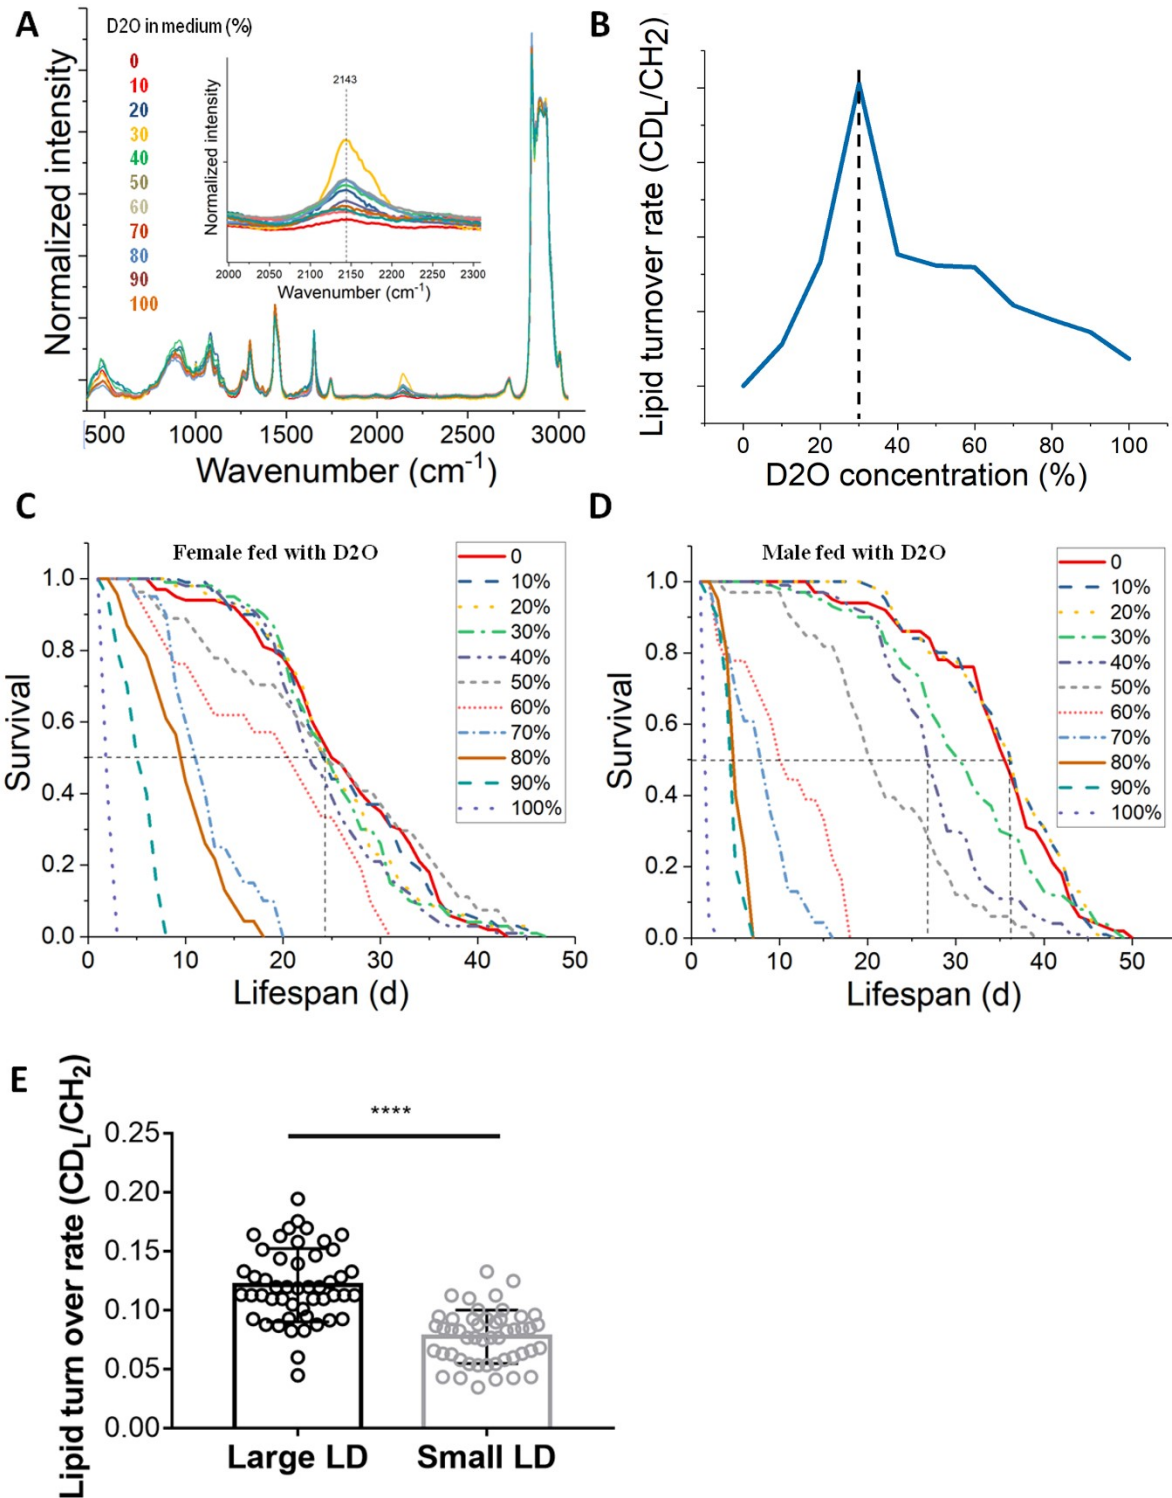 A
D2O in medium (%)
0
10
20
30
40
50
60
70
80
90
100
Normalized intensity
Normalized intensity
2143
2000 2050 2100 2150 2200 2250 2300
Wavenumber (cm-1)
500 1000 1500 2000 2500 3000
Wavenumber (cm-1)
B
Lipid turnover rate (CDL/CH2)
0 20 40 60 80 100
D2O concentration (%)
C
Female fed with D2O
Survival
1.0
0.8
0.6
0.4
0.2
0.0
0
10%
20%
30%
40%
50%
60%
70%
80%
90%
100%
0 10 20 30 40 50
Lifespan (d)
D
Male fed with D2O
Survival
1.0
0.8
0.6
0.4
0.2
0.0
0
10%
20%
30%
40%
50%
60%
70%
80%
90%
100%
0 10 20 30 40 50
Lifespan (d)
E
Lipid turn over rate (CDL/CH2)
****
0.25
0.20
0.15
0.10
0.05
0.00
Large LD Small LD